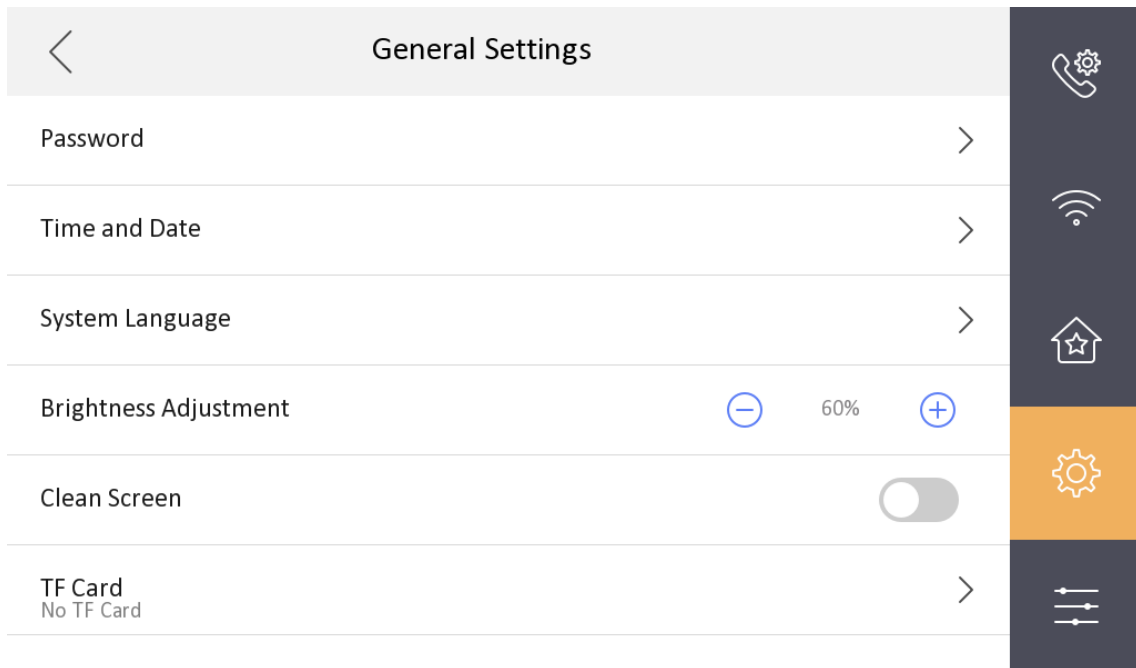 General Settings
Password
Time and Date
System Language
Brightness Adjustment
60%
Clean Screen
TF Card
No TF Card